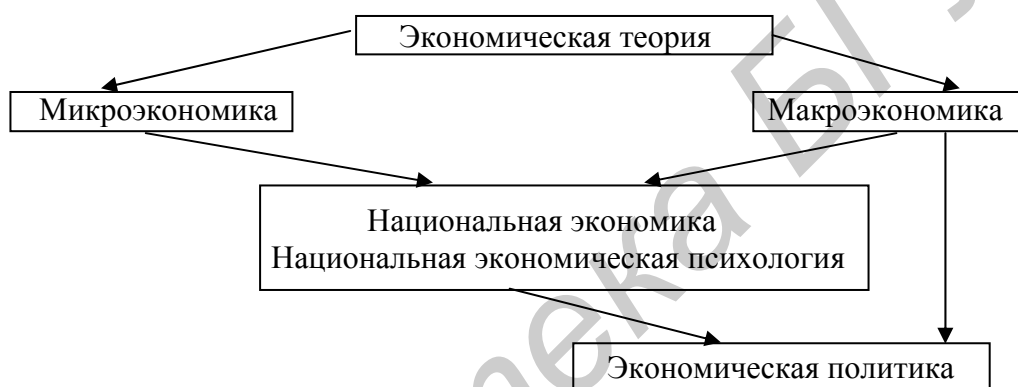 Экономическая теория
Микроэкономика
Макроэкономика
Национальная экономика
Национальная экономическая психология
Экономическая политика